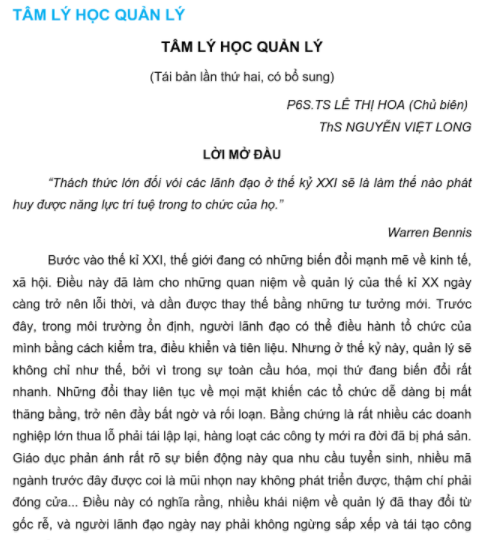 TÂM LÝ HỌC QUẢN LÝ
TÂM LÝ HỌC QUẢN LÝ
(Tái bản lần thứ hai, có bổ sung)
P6S.TS LÊ THỊ HOA (Chủ biên)
ThS NGUYỄN VIỆT LONG
LỜI MỞ ĐẦU
“Thách thức lớn đối vói các lãnh đạo ở thế kỷ XXI sẽ là làm thế nào phát
huy được năng lực trí tuệ trong to chức của họ.”
Warren Bennis
Bước vào thế kỉ XXI, thế giới đang có những biến đổi mạnh mẽ về kinh tế,
xã hội. Điều này đã làm cho những quan niệm về quản lý của thế kỉ XX ngày
càng trở nên lỗi thời, và dần được thay thế bằng những tư tưởng mới. Trước
đây, trong môi trường ổn định, người lãnh đạo có thể điều hành tổ chức của
mình bằng cách kiểm tra, điều khiển và tiên liệu. Nhưng ở thế kỷ này, quản lý sẽ
không chỉ như thế, bởi vì trong sự toàn cầu hóa, mọi thứ đang biến đổi rất
nhanh. Những đổi thay liên tục về mọi mặt khiến các tổ chức dễ dàng bị mất
thăng bằng, trở nên đầy bất ngờ và rối loạn. Bằng chứng là rất nhiều các doanh
nghiệp lớn thua lỗ phải tái lập lại, hàng loạt các công ty mới ra đời đã bị phá sản.
Giáo dục phản ánh rất rõ sự biến động này qua nhu cầu tuyển sinh, nhiều mã
ngành trước đây được coi là mũi nhọn nay không phát triển được, thậm chí phải
đóng cửa... Điều này có nghĩa rằng, nhiều khái niệm về quản lý đã thay đổi từ
gốc rễ, và người lãnh đạo ngày nay phải không ngừng sắp xếp và tái tạo công